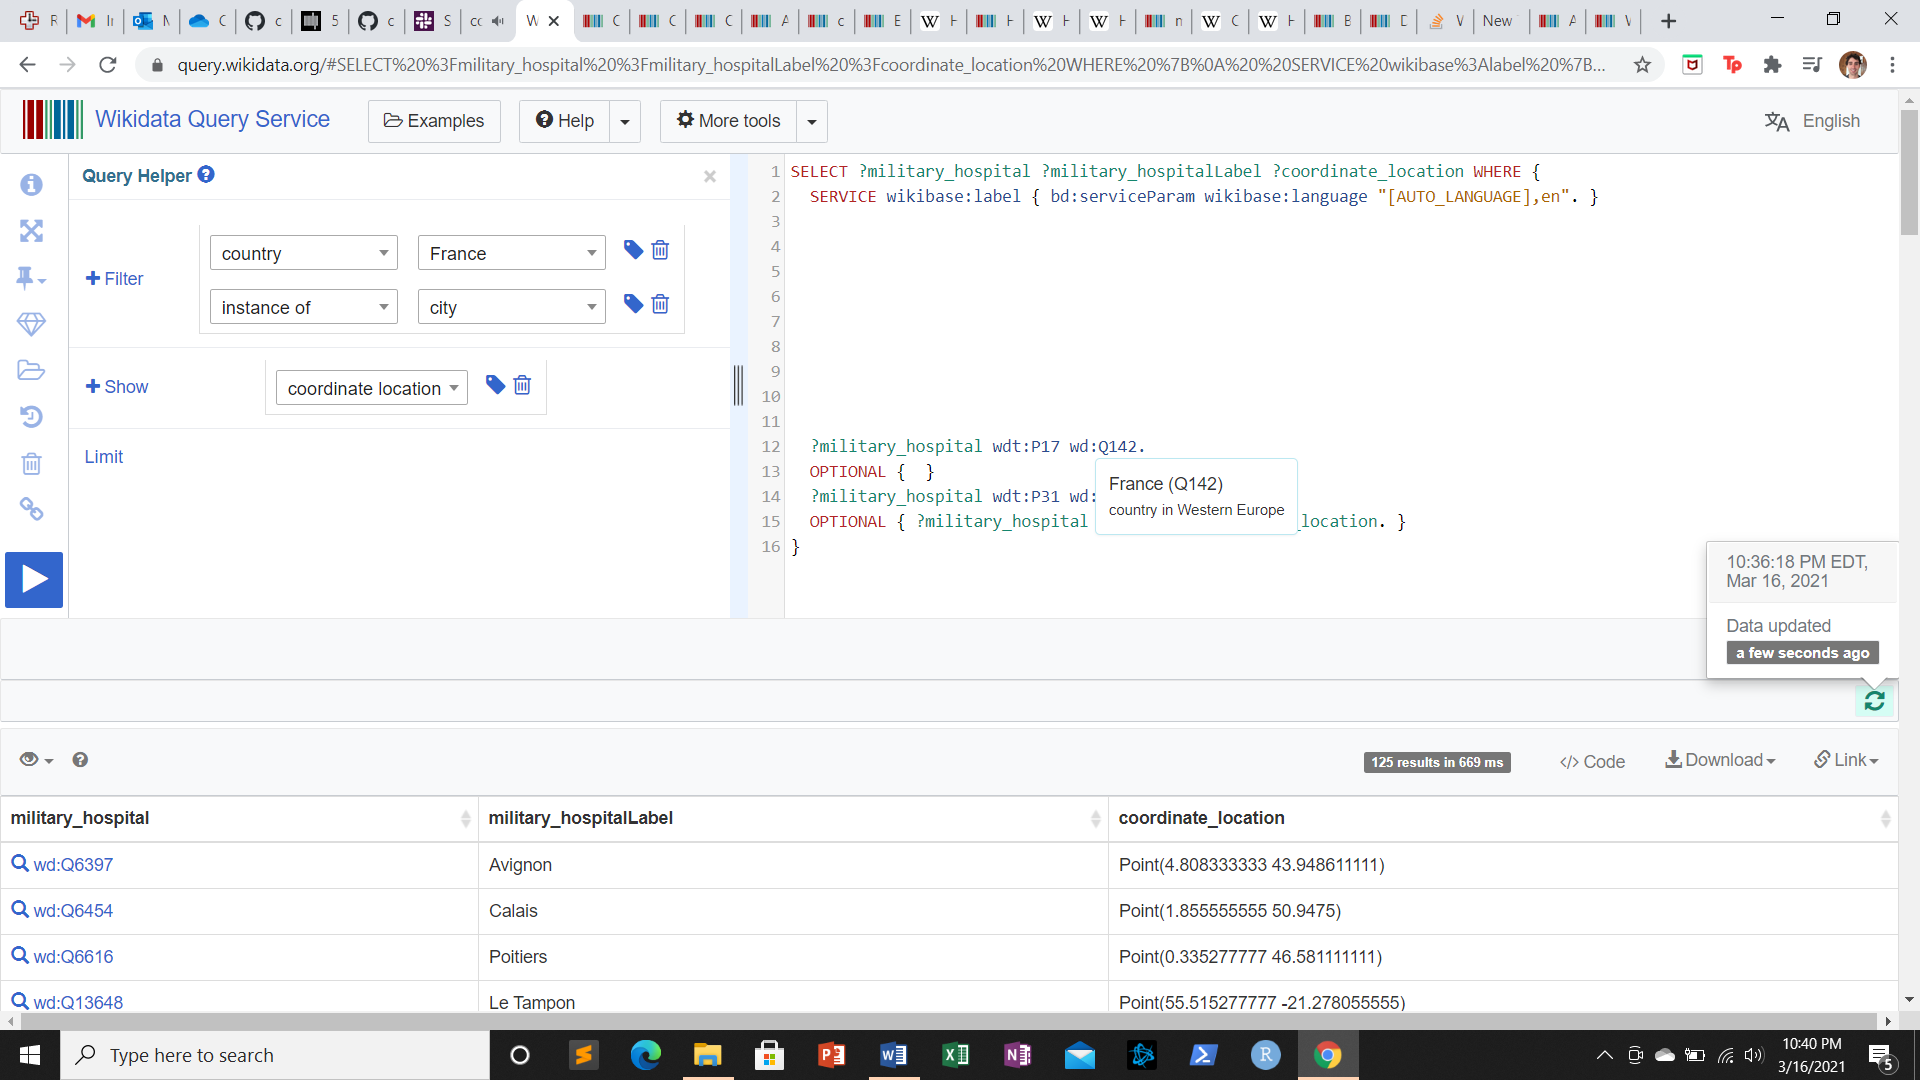 query.wikidata.org/#SELECT%20%3Fmilitary_hospital%20%3Fmilitary_hospitalLabel%20%3Fcoordinate_location%20WHERE%20%7B%0A%20%20SERVICE%20wikibase%3Alabel%20%7B...
Wikidata Query Service
Examples
Help
More tools
English
Query Helper
+ Filter
country
France
instance of
city
+ Show
coordinate location
Limit
1 SELECT ?military_hospital ?military_hospitalLabel ?coordinate_location WHERE {
2 SERVICE wikibase:label { bd:serviceParam wikibase:language "[AUTO_LANGUAGE],en". }
3
4
5
6
7
8
9
10
11
12 ?military_hospital wdt:P17 wd:Q142.
13 OPTIONAL { }
14 ?military_hospital wdt:P31 wd:
15 OPTIONAL { ?military_hospital _location. }
16 }
France (Q142)
country in Western Europe
10:36:18 PM EDT,
Mar 16, 2021
Data updated
a few seconds ago
125 results in 669 ms
</> Code
Download
Link
military_hospital military_hospitalLabel coordinate_location
wd:Q6397 Avignon Point(4.808333333 43.948611111)
wd:Q6454 Calais Point(1.855555555 50.9475)
wd:Q6616 Poitiers Point(0.335277777 46.581111111)
wd:Q13648 Le Tampon Point(55.515277777 -21.278055555)
Type here to search
10:40 PM
3/16/2021
5